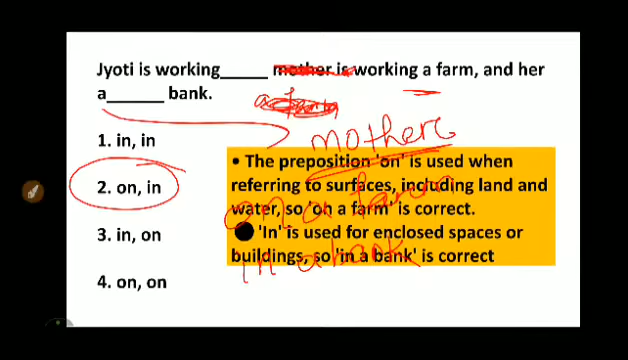 Jyoti is working_____ mother is working a farm, and her
a______ bank.
a farm
mother
1. in, in
2. on, in
3. in, on
4. on, on
• The preposition 'on' is used when
referring to surfaces, including land and
water, so 'on a farm' is correct.
'In' is used for enclosed spaces or
buildings, so 'in a bank' is correct
on a farm
in a bank